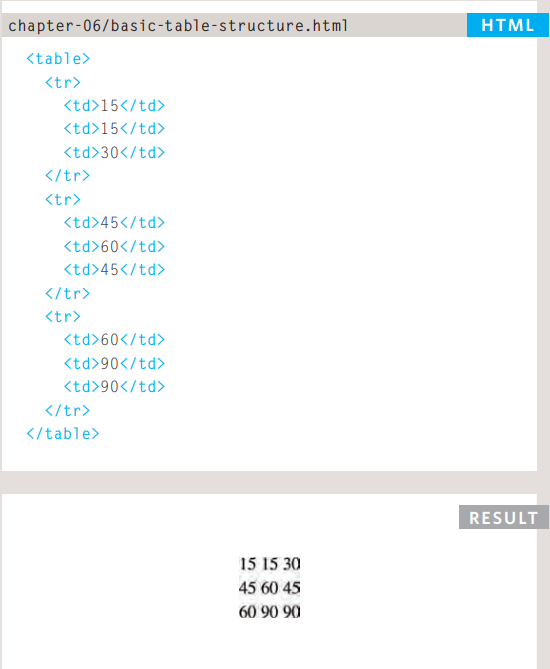 chapter-06/basic-table-structure.html HTML
<table>
  <tr>
    <td>15</td>
    <td>15</td>
    <td>30</td>
  </tr>
  <tr>
    <td>45</td>
    <td>60</td>
    <td>45</td>
  </tr>
  <tr>
    <td>60</td>
    <td>90</td>
    <td>90</td>
  </tr>
</table>
RESULT
15 15 30
45 60 45
60 90 90